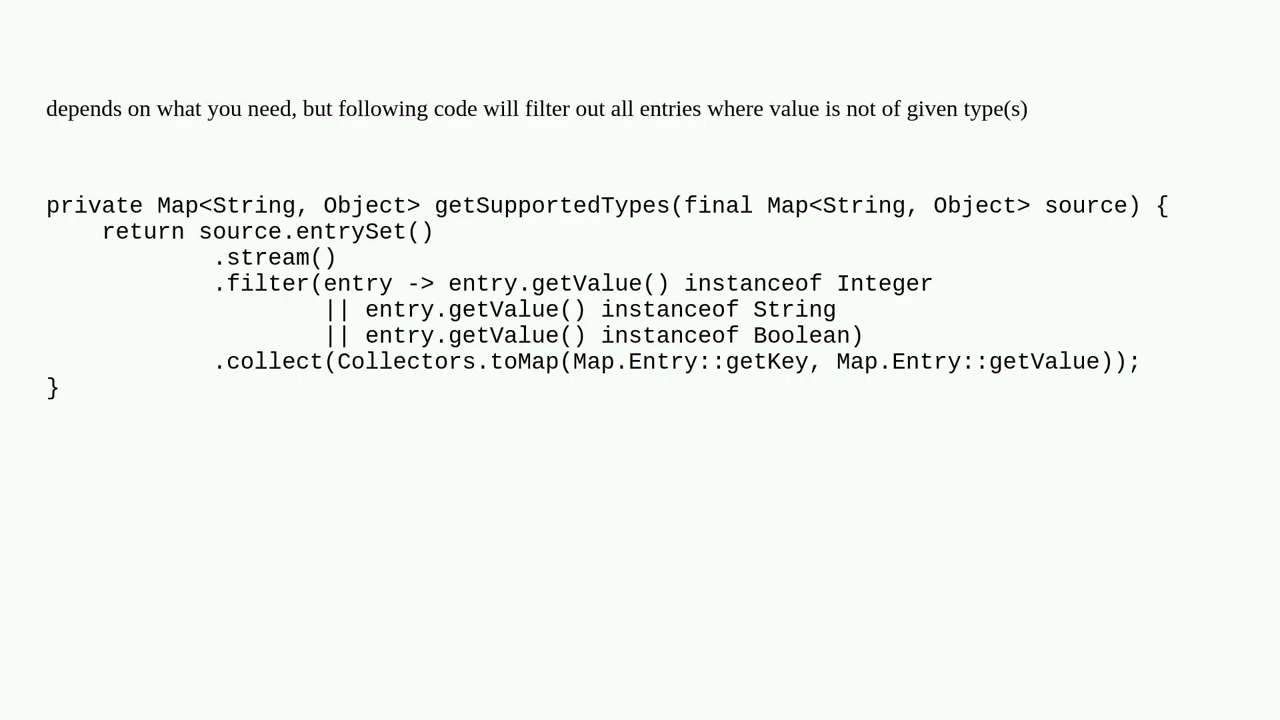 depends on what you need, but following code will filter out all entries where value is not of given type(s)
private Map<String, Object> getSupportedTypes(final Map<String, Object> source) {
    return source.entrySet()
            .stream()
            .filter(entry -> entry.getValue() instanceof Integer
                    || entry.getValue() instanceof String
                    || entry.getValue() instanceof Boolean)
            .collect(Collectors.toMap(Map.Entry::getKey, Map.Entry::getValue));
}